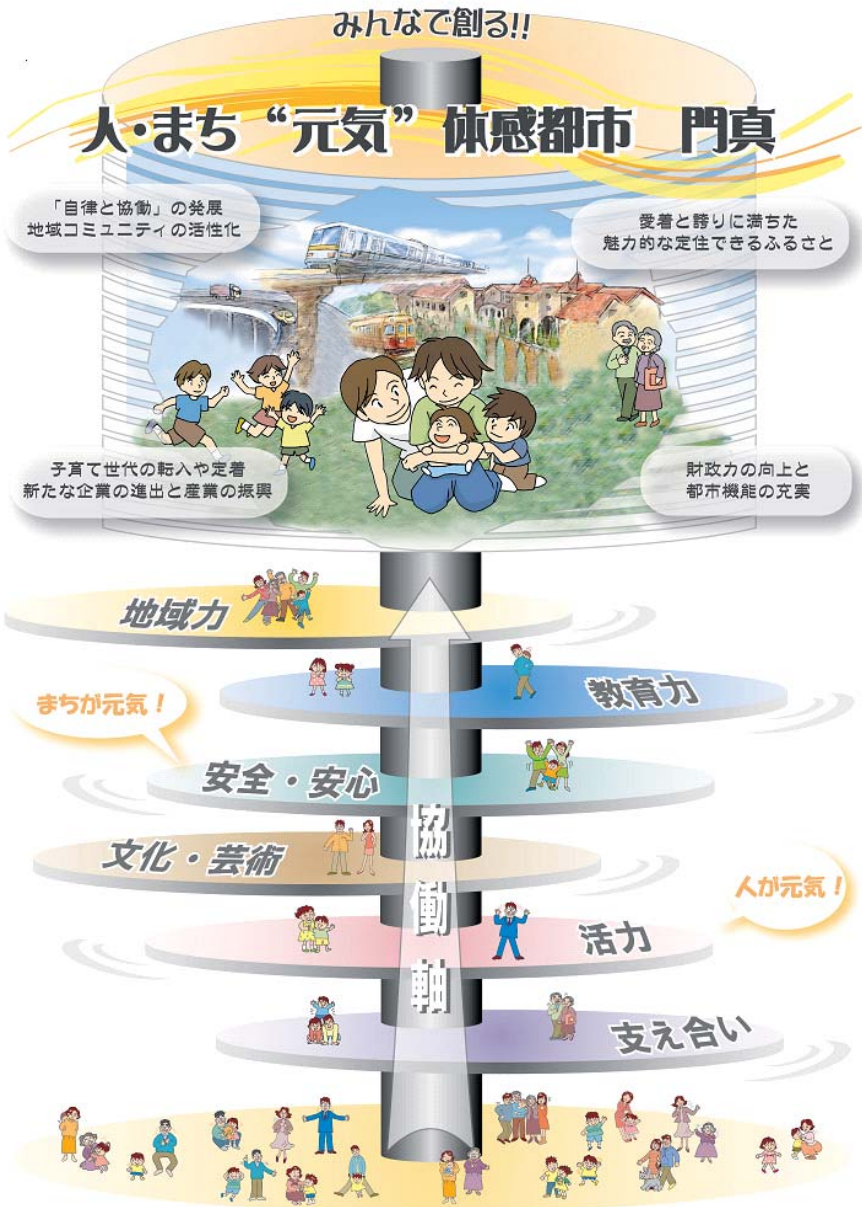 みんなで創る!!
人・まち“元気”体感都市　門真
「自律と協働」の発展
地域コミュニティの活性化
愛着と誇りに満ちた
魅力的な定住できるふるさと
子育て世代の転入や定着
新たな企業の進出と産業の振興
財政力の向上と
都市機能の充実
地域力
教育力
まちが元気！
安全・安心
文化・芸術
人が元気！
活力
支え合い
協働軸